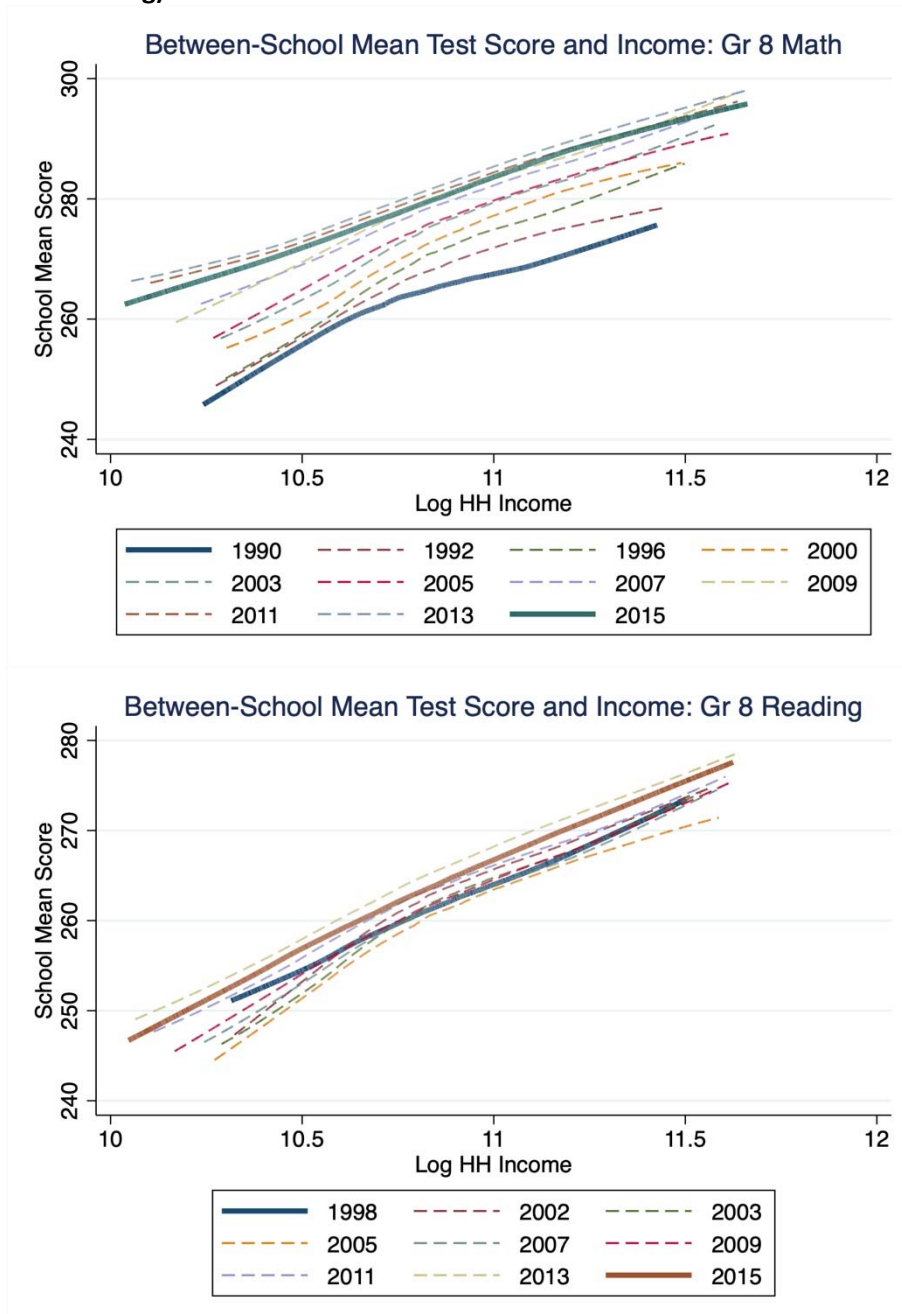 Between-School Mean Test Score and Income: Gr 8 Math
300
280
260
240
School Mean Score
10 10.5 11 11.5 12
Log HH Income
1990 1992 1996 2000
2003 2005 2007 2009
2011 2013 2015
Between-School Mean Test Score and Income: Gr 8 Reading
280
270
260
250
240
School Mean Score
10 10.5 11 11.5 12
Log HH Income
1998 2002 2003
2005 2007 2009
2011 2013 2015